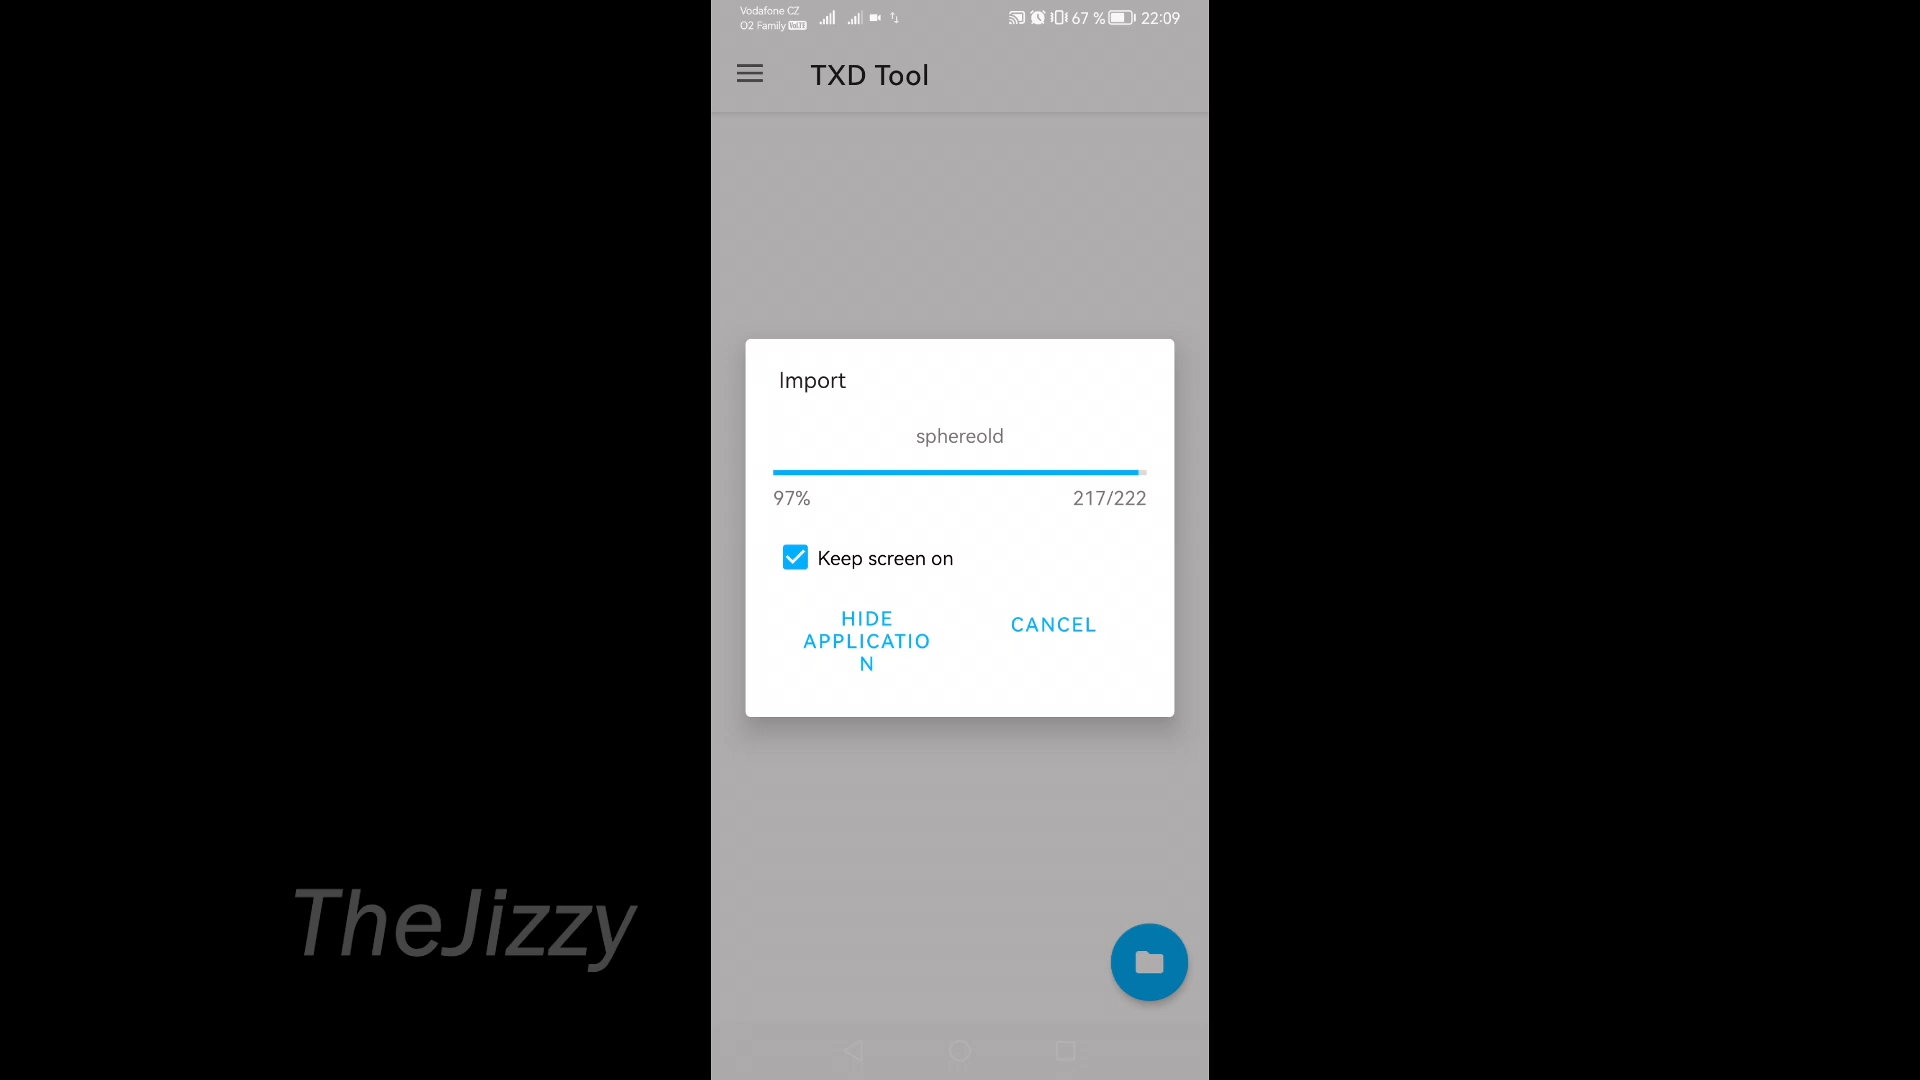 Vodafone CZ
O2 Family VoLTE
67 %
22:09
TXD Tool
Import
sphereold
97%
217/222
Keep screen on
HIDE
APPLICATIO
N
CANCEL
TheJizzy